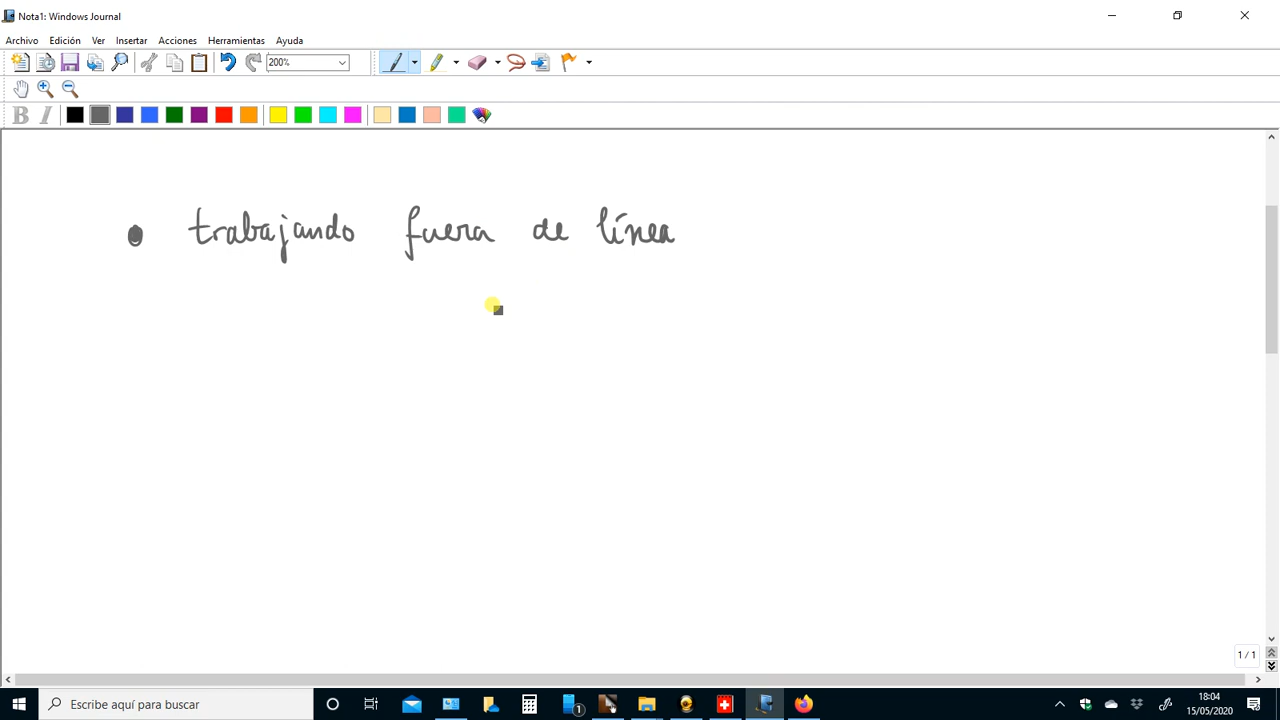 Nota1: Windows Journal
Archivo Edición Ver Insertar Acciones Herramientas Ayuda
200%
B I
• trabajando fuera de línea
1 / 1
Escribe aquí para buscar
1
18:04
15/05/2020